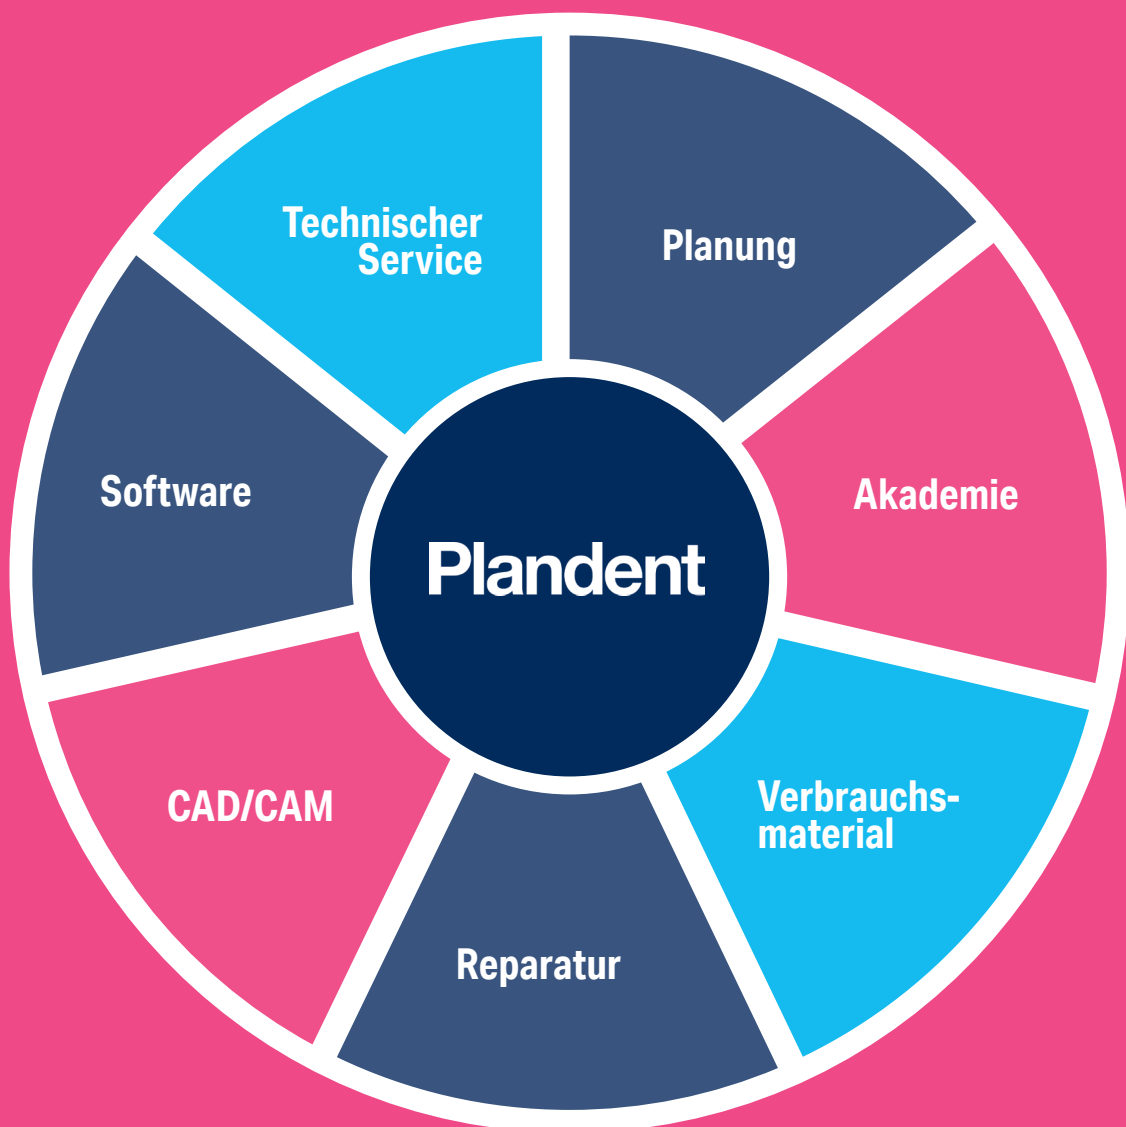 Technischer
Service
Planung
Software
Akademie
Plandent
CAD/CAM
Verbrauchs-
material
Reparatur